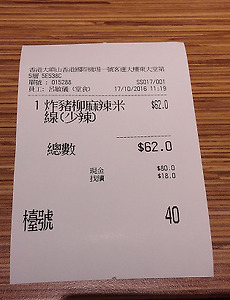 香港大嶼山香港國際機場一號客運大樓東大堂第
5層 5E538C
單號 : 015288 SS017/001
員工: 呂敏儀(堂食) 17/10/2016 11:19
1 炸豬柳麻辣米 $62.0
線(少辣)
總數 $62.0
現金 $80.0
找續 $18.0
檯號 40